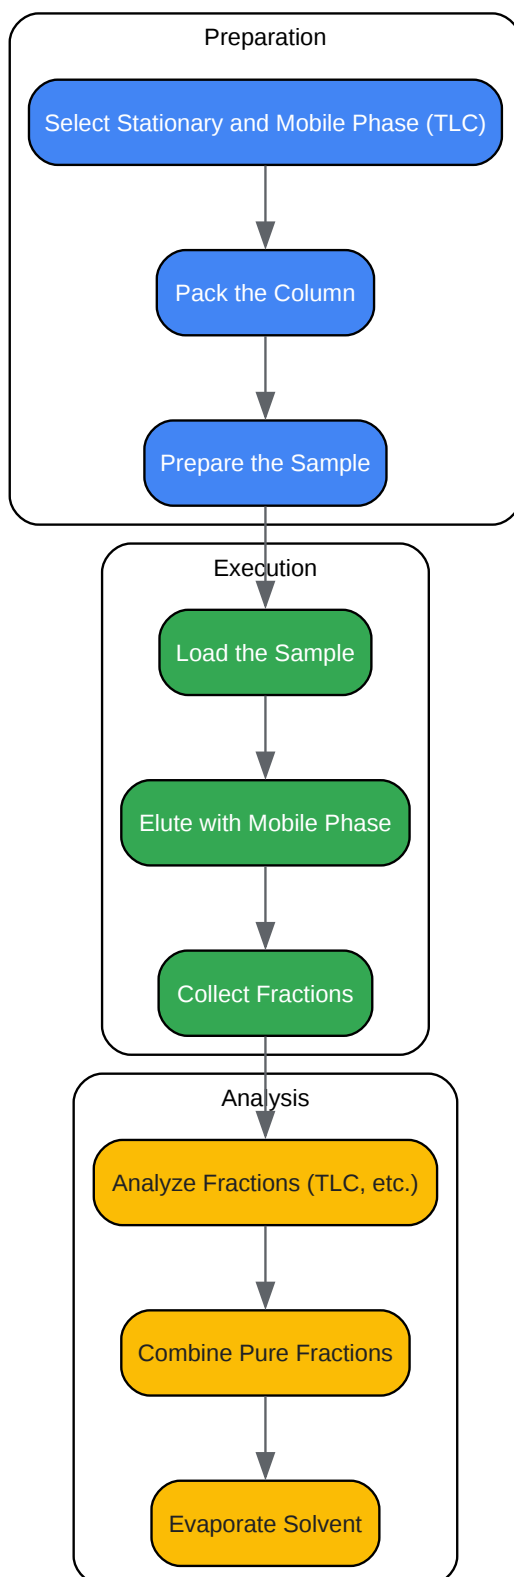 Preparation
Select Stationary and Mobile Phase (TLC)
Pack the Column
Prepare the Sample
Execution
Load the Sample
Elute with Mobile Phase
Collect Fractions
Analysis
Analyze Fractions (TLC, etc.)
Combine Pure Fractions
Evaporate Solvent